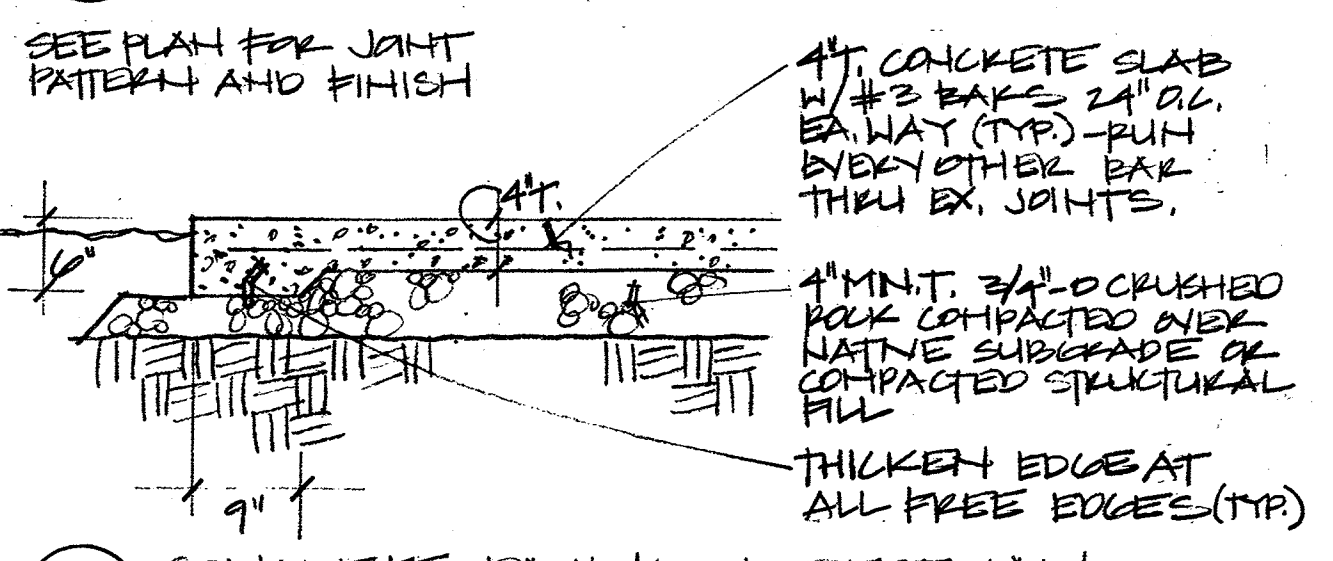 SEE PLAN FOR JOINT
PATTERN AND FINISH
4"T. CONCRETE SLAB
W/ #3 BARS 24" O.C.
EA. WAY (TYP.)-RUN
EVERY OTHER BAR
THRU EX. JOINTS.
4"T.
6"
4" MIN. T. 3/4"-0 CRUSHED
ROCK COMPACTED OVER
NATIVE SUBGRADE OR
COMPACTED STRUCTURAL
FILL
THICKEN EDGE AT
ALL FREE EDGES (TYP.)
9"